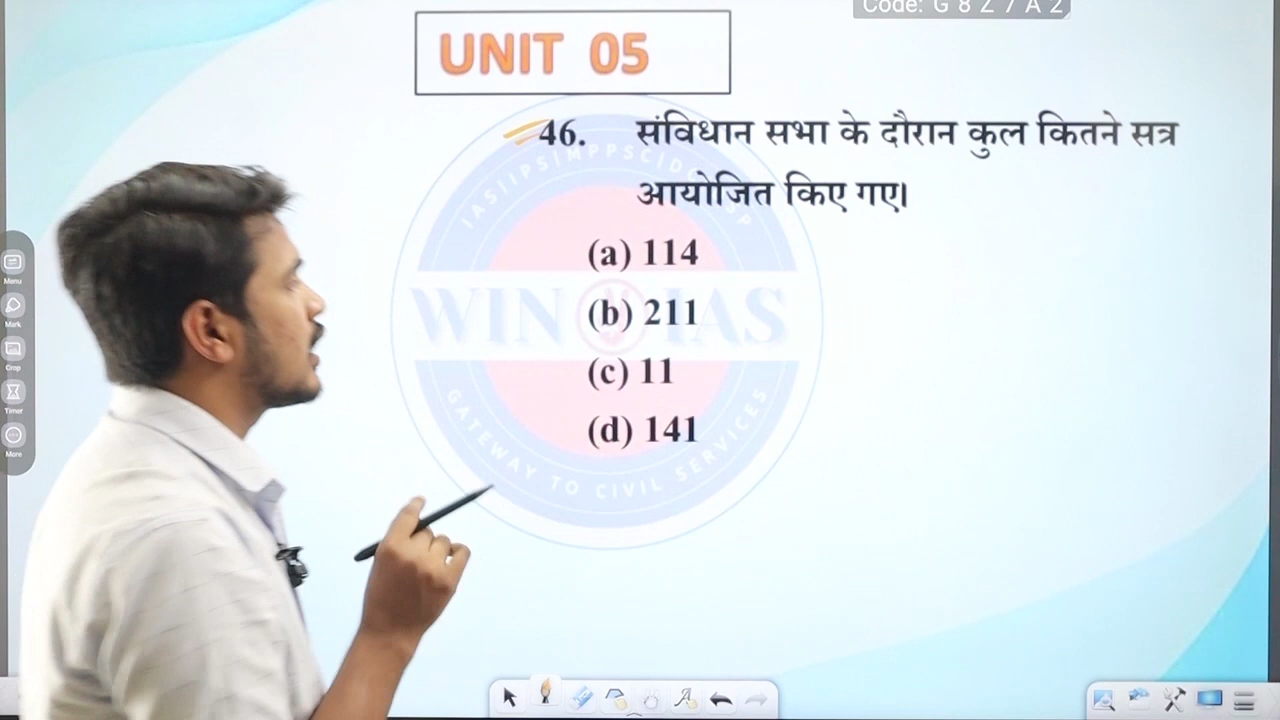 Code: G 8 Z 7 A 2
UNIT 05
46. संविधान सभा के दौरान कुल कितने सत्र
आयोजित किए गए।
(a) 114
(b) 211
(c) 11
(d) 141
WIN IAS
GATEWAY TO CIVIL SERVICES
Menu
Mark
Crop
Timer
More